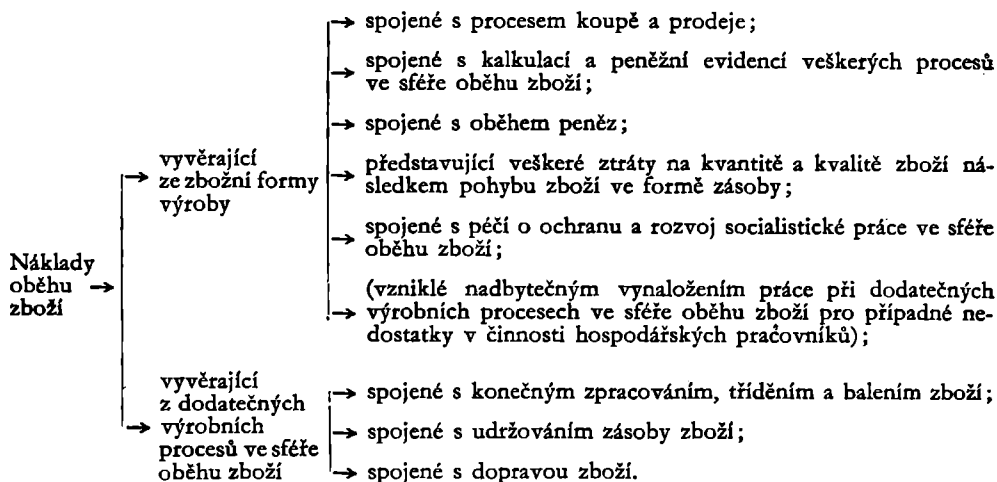 spojené s procesem koupě a prodeje;
spojené s kalkulací a peněžní evidencí veškerých procesů
ve sféře oběhu zboží;
spojené s oběhem peněz;
vyvěrající
ze zbožní formy
výroby
představující veškeré ztráty na kvantitě a kvalitě zboží ná-
sledkem pohybu zboží ve formě zásoby;
spojené s péčí o ochranu a rozvoj socialistické práce ve sféře
oběhu zboží;
Náklady
oběhu
zboží
(vzniklé nadbytečným vynaložením práce při dodatečných
výrobních procesech ve sféře oběhu zboží pro případné ne-
dostatky v činnosti hospodářských pracovníků);
vyvěrající
z dodatečných
výrobních
procesů ve sféře
oběhu zboží
spojené s konečným zpracováním, tříděním a balením zboží;
spojené s udržováním zásoby zboží;
spojené s dopravou zboží.